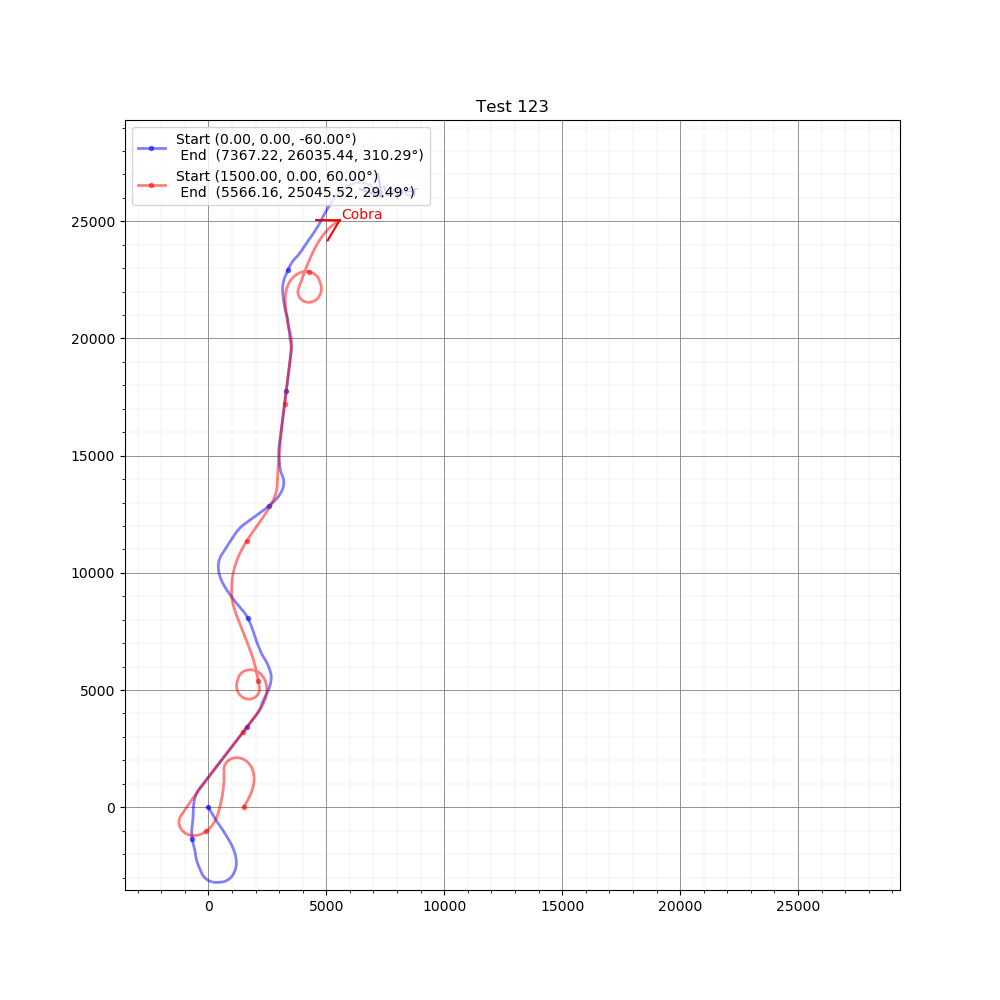 Test 123
Start (0.00, 0.00, -60.00°)
End (7367.22, 26035.44, 310.29°)
Start (1500.00, 0.00, 60.00°)
End (5566.16, 25045.52, 29.49°)
Cobra
25000
20000
15000
10000
5000
0
0 5000 10000 15000 20000 25000